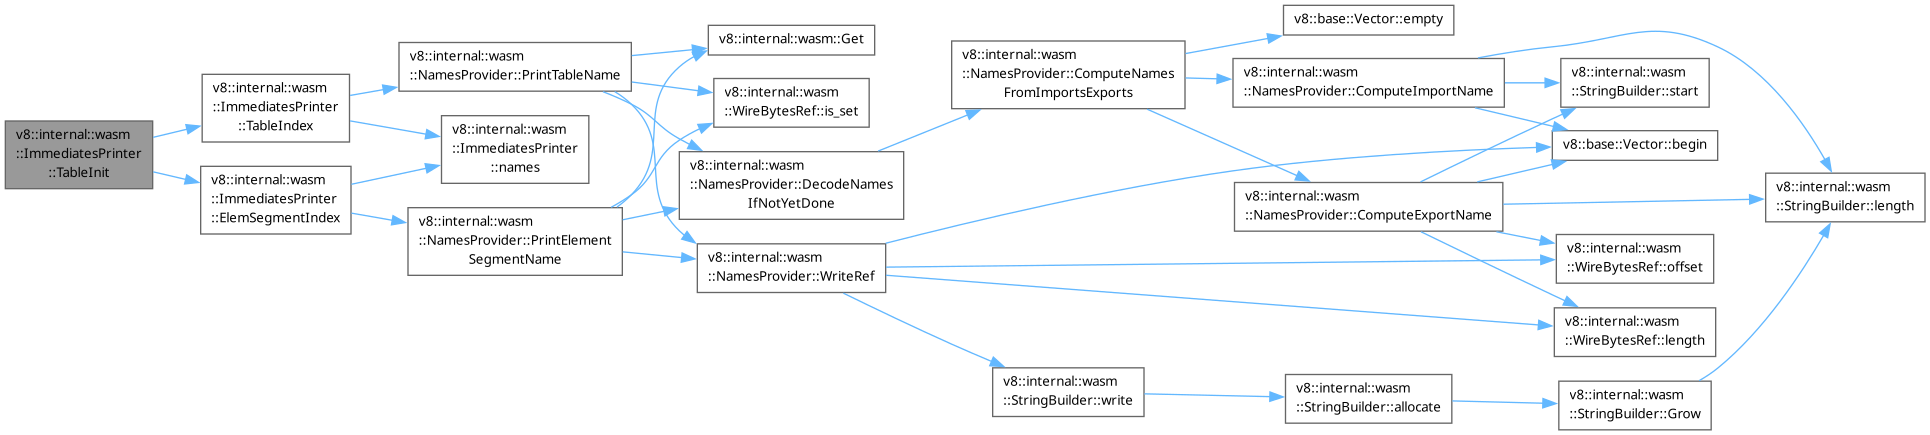 v8::internal::wasm
::ImmediatesPrinter
::TableInit
v8::internal::wasm
::ImmediatesPrinter
::TableIndex
v8::internal::wasm
::ImmediatesPrinter
::ElemSegmentIndex
v8::internal::wasm
::NamesProvider::PrintTableName
v8::internal::wasm
::ImmediatesPrinter
::names
v8::internal::wasm
::NamesProvider::PrintElement
SegmentName
v8::internal::wasm::Get
v8::internal::wasm
::WireBytesRef::is_set
v8::internal::wasm
::NamesProvider::DecodeNames
IfNotYetDone
v8::internal::wasm
::NamesProvider::WriteRef
v8::internal::wasm
::NamesProvider::ComputeNames
FromImportsExports
v8::internal::wasm
::StringBuilder::write
v8::base::Vector::empty
v8::internal::wasm
::NamesProvider::ComputeImportName
v8::internal::wasm
::NamesProvider::ComputeExportName
v8::internal::wasm
::StringBuilder::allocate
v8::internal::wasm
::StringBuilder::start
v8::base::Vector::begin
v8::internal::wasm
::WireBytesRef::offset
v8::internal::wasm
::WireBytesRef::length
v8::internal::wasm
::StringBuilder::Grow
v8::internal::wasm
::StringBuilder::length